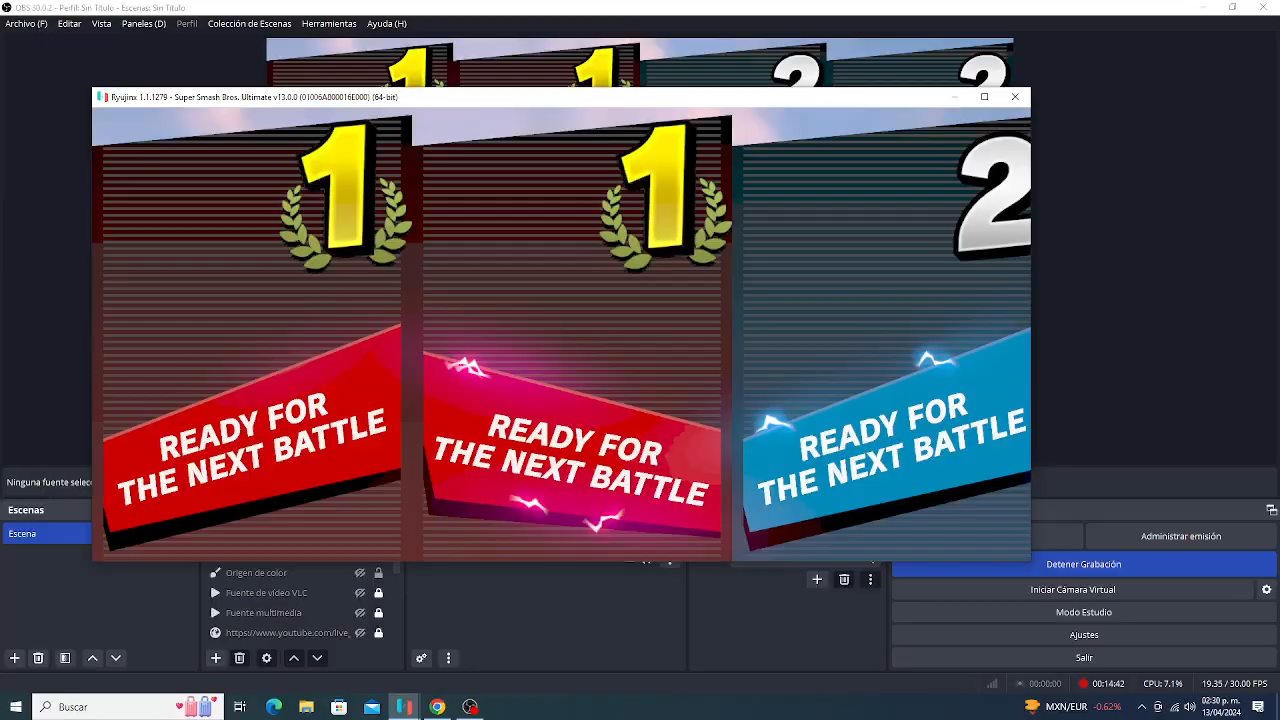 OBS 30.0.2 - Perfil: Sin Título - Escenas: Sin Título
Archivo (F) Editar Vista Paneles (D) Perfil Colección de Escenas Herramientas Ayuda (H)
1 1 2 2
Ryujinx 1.1.1279 - Super Smash Bros. Ultimate v13.0.0 (01006A800016E000) (64-bit)
1 1 2
READY FOR
THE NEXT BATTLE
READY FOR
THE NEXT BATTLE
READY FOR
THE NEXT BATTLE
Ninguna fuente selecc
Escenas
Escena
Origen de color
Fuente de vídeo VLC
Fuente multimedia
https://www.youtube.com/live_
Administrar emisión
Detener Grabación
Iniciar Cámara Virtual
Modo Estudio
Ajustes
Salir
00:00:00 00:14:42 CPU: 7.1% 19.35 / 30.00 FPS
Buscar
MXN/EUR -0.62%
02:30 p. m.
13/04/2024